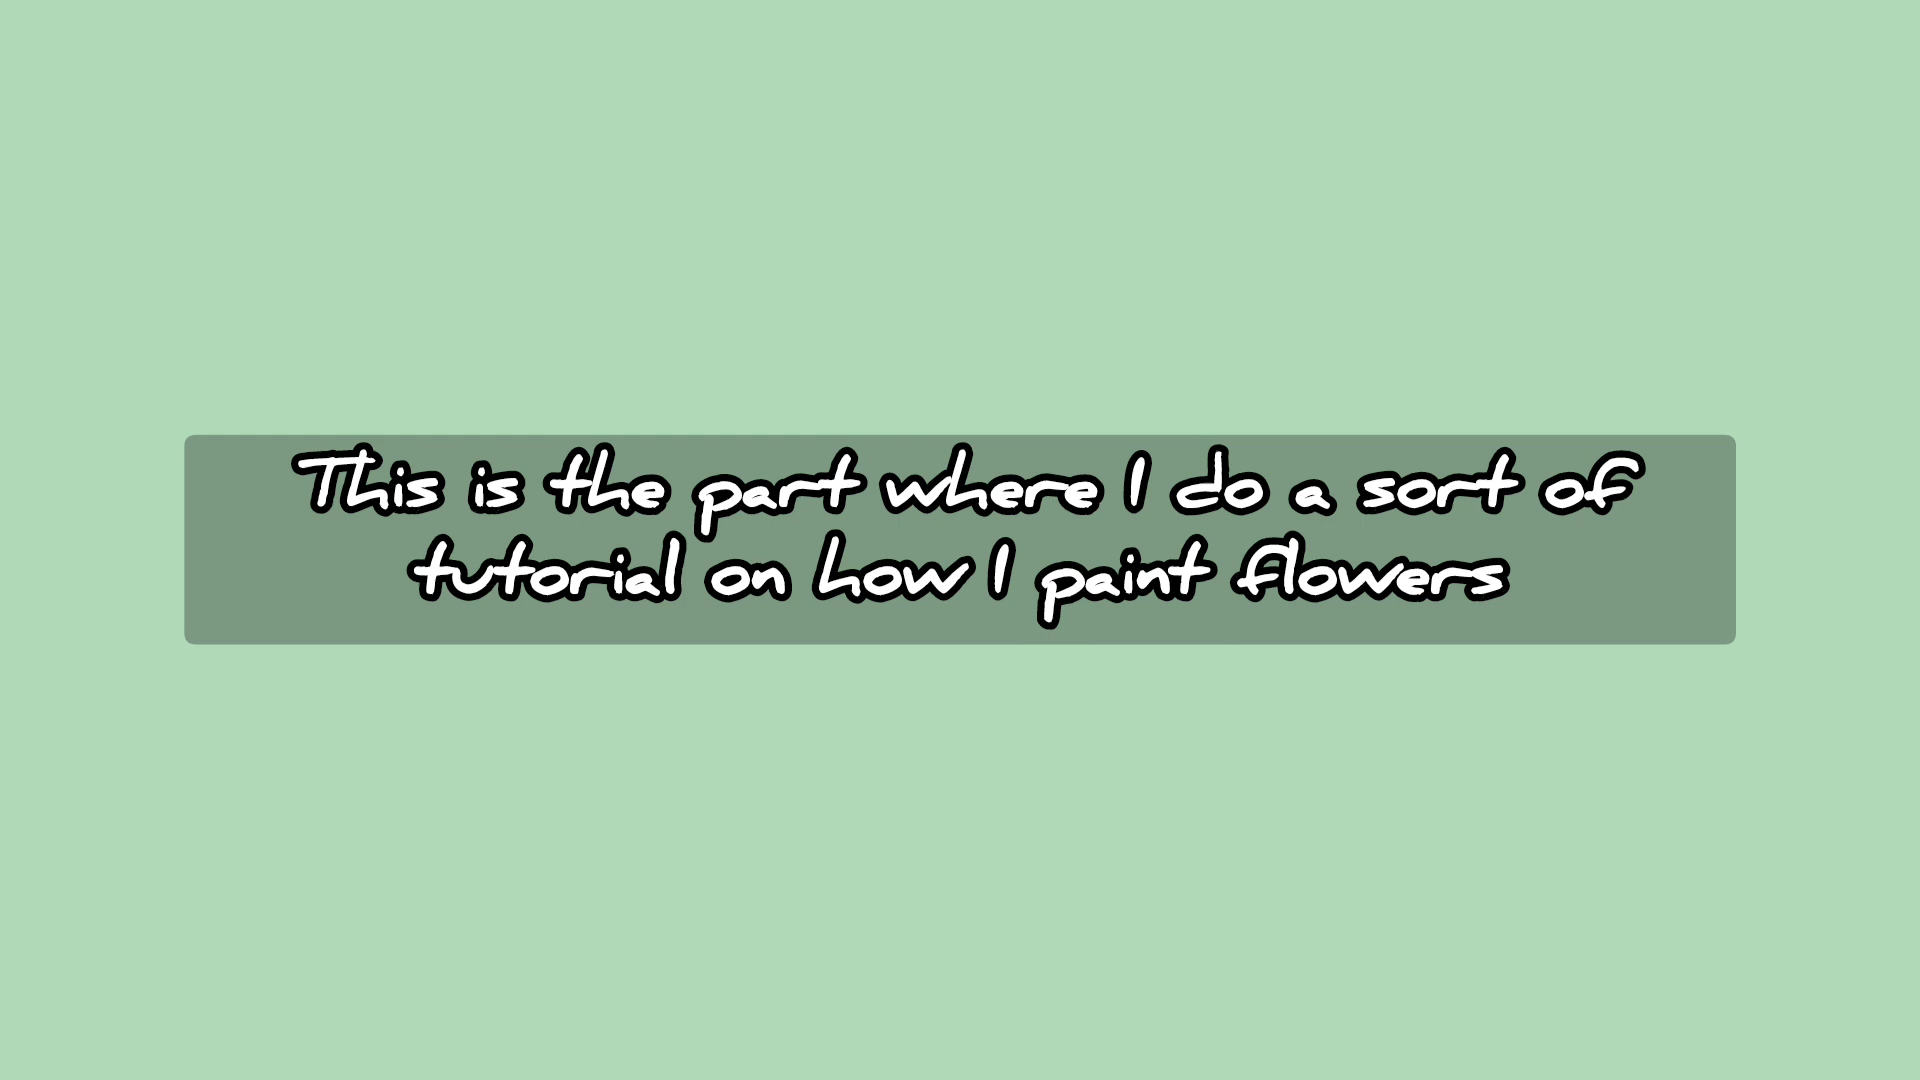 This is the part where I do a sort of
tutorial on how I paint flowers